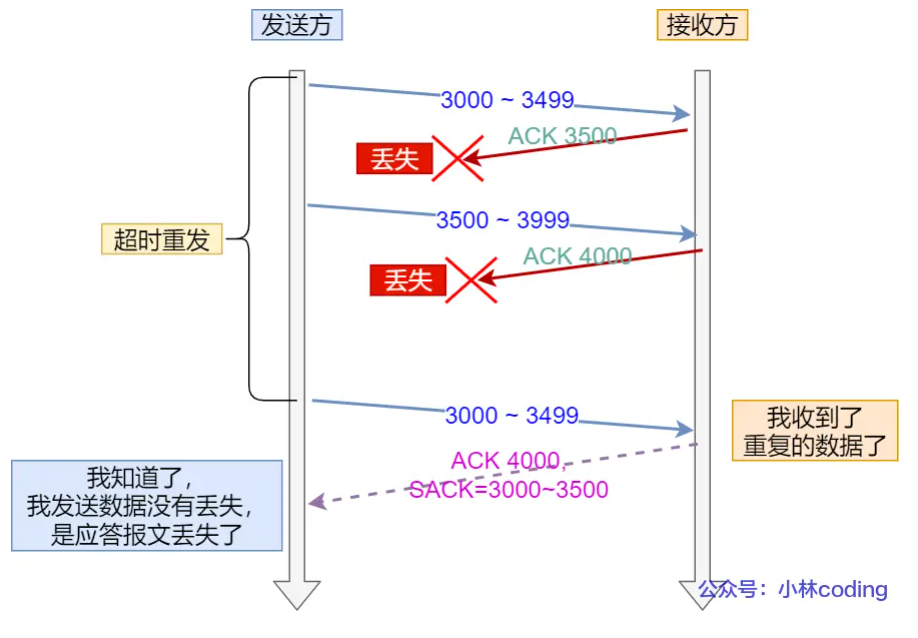 发送方
接收方
3000 ~ 3499
ACK 3500
丢失
3500 ~ 3999
超时重发
ACK 4000
丢失
3000 ~ 3499
我收到了
重复的数据了
ACK 4000,
SACK=3000~3500
我知道了，
我发送数据没有丢失，
是应答报文丢失了
公众号：小林coding